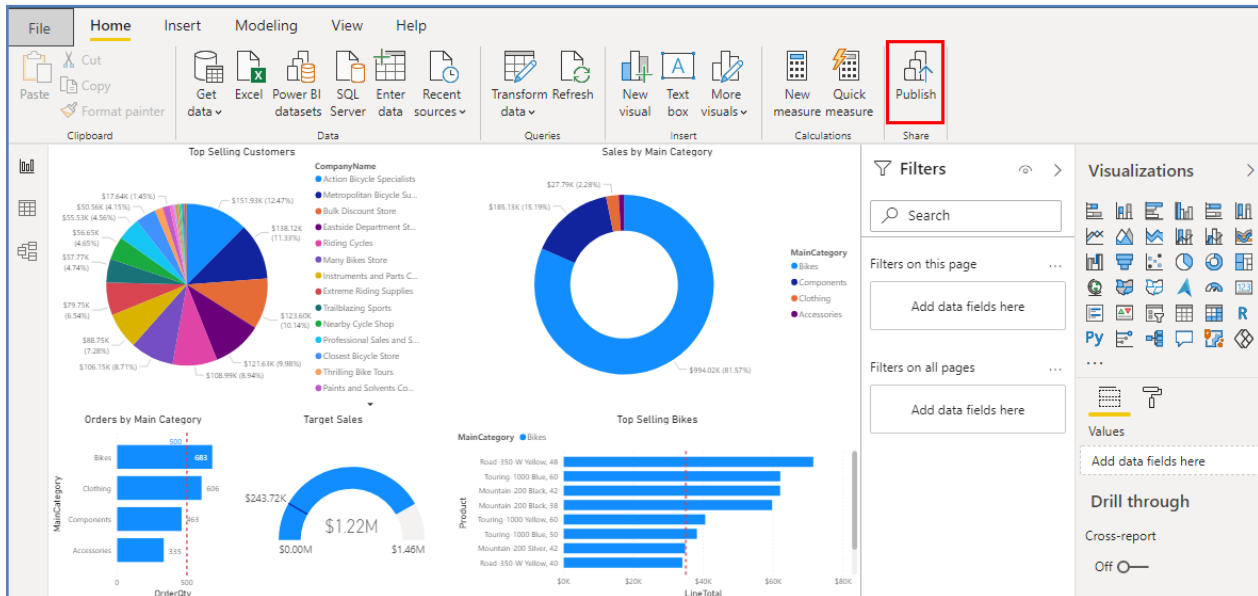 File
Home
Insert
Modeling
View
Help
Paste
Cut
Copy
Format painter
Get data
Excel
Power BI datasets
SQL Server
Enter data
Recent sources
Transform data
Refresh
New visual
Text box
More visuals
New measure
Quick measure
Publish
Clipboard
Data
Queries
Insert
Calculations
Share
Top Selling Customers
CompanyName
Action Bicycle Specialists
Metropolitan Bicycle Su...
Bulk Discount Store
Eastside Department St...
Riding Cycles
Many Bikes Store
Instruments and Parts C...
Extreme Riding Supplies
Trailblazing Sports
Nearby Cycle Shop
Professional Sales and S...
Closest Bicycle Store
Thrilling Bike Tours
Paints and Solvents Co...
$151.93K (12.47%)
$138.12K
(11.33%)
$123.60K
(10.14%)
$121.63K (9.98%)
$108.99K (8.94%)
$106.15K (8.71%)
$88.75K
(7.28%)
$79.75K
(6.54%)
$57.77K
(4.74%)
$56.65K
(4.65%)
$55.53K (4.56%)
$50.56K (4.15%)
$17.64K (1.45%)
Sales by Main Category
$27.79K (2.28%)
$185.13K (15.19%)
$994.02K (81.57%)
MainCategory
Bikes
Components
Clothing
Accessories
Orders by Main Category
500
MainCategory
Bikes
683
Clothing
606
Components
463
Accessories
335
0
500
OrderQty
Target Sales
$243.72K
$1.22M
$0.00M
$1.46M
Top Selling Bikes
MainCategory
Bikes
Product
Road-350-W Yellow, 48
Touring-1000 Blue, 60
Mountain-200 Black, 42
Mountain-200 Black, 38
Touring-1000 Yellow, 60
Touring-1000 Blue, 50
Mountain-200 Silver, 42
Road-350-W Yellow, 40
$0K
$20K
$40K
$60K
$80K
LineTotal
Filters
Search
Filters on this page
...
Add data fields here
Filters on all pages
...
Add data fields here
Visualizations
123
R
Py
...
Values
Add data fields here
Drill through
Cross-report
Off